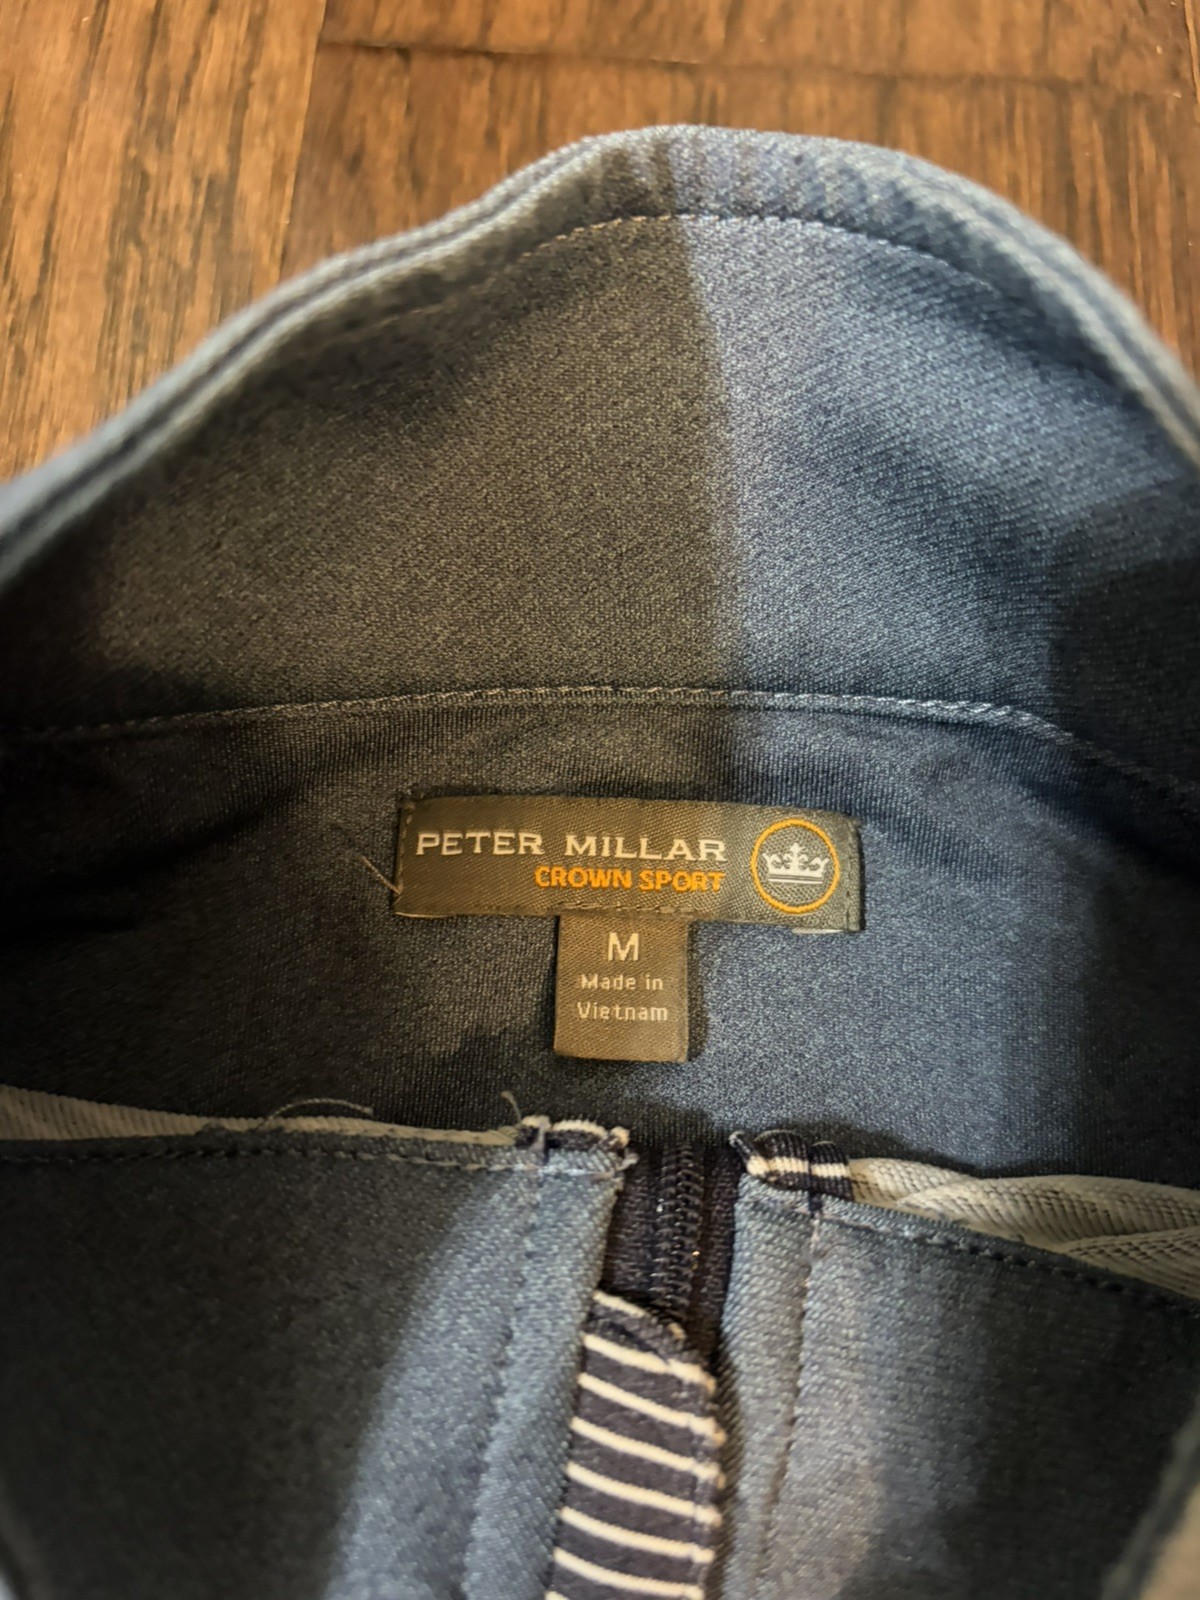 PETER MILLAR
CROWN SPORT
M
Made in
Vietnam